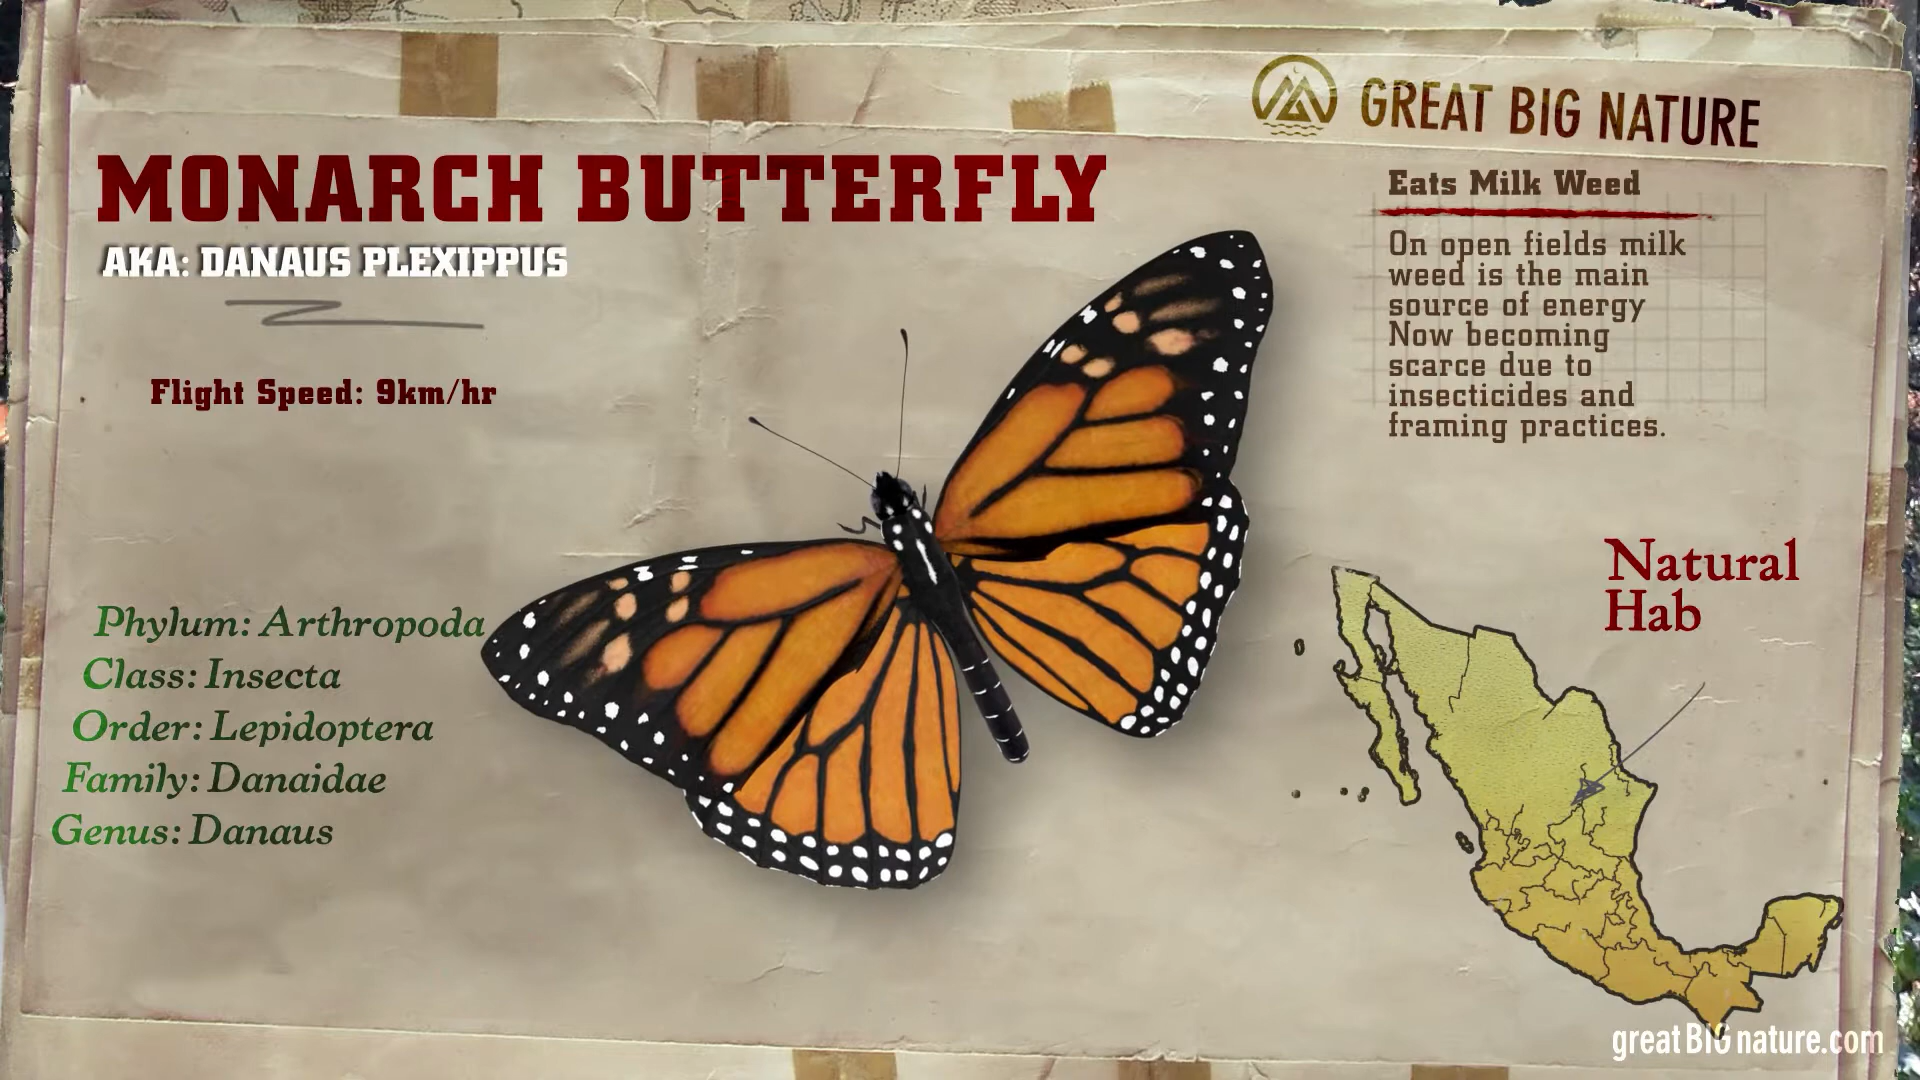 GREAT BIG NATURE
MONARCH BUTTERFLY
AKA: DANAUS PLEXIPPUS
Flight Speed: 9km/hr
Eats Milk Weed
On open fields milk
weed is the main
source of energy
Now becoming
scarce due to
insecticides and
framing practices.
Phylum: Arthropoda
Class: Insecta
Order: Lepidoptera
Family: Danaidae
Genus: Danaus
Natural
Hab
greatBIGnature.com